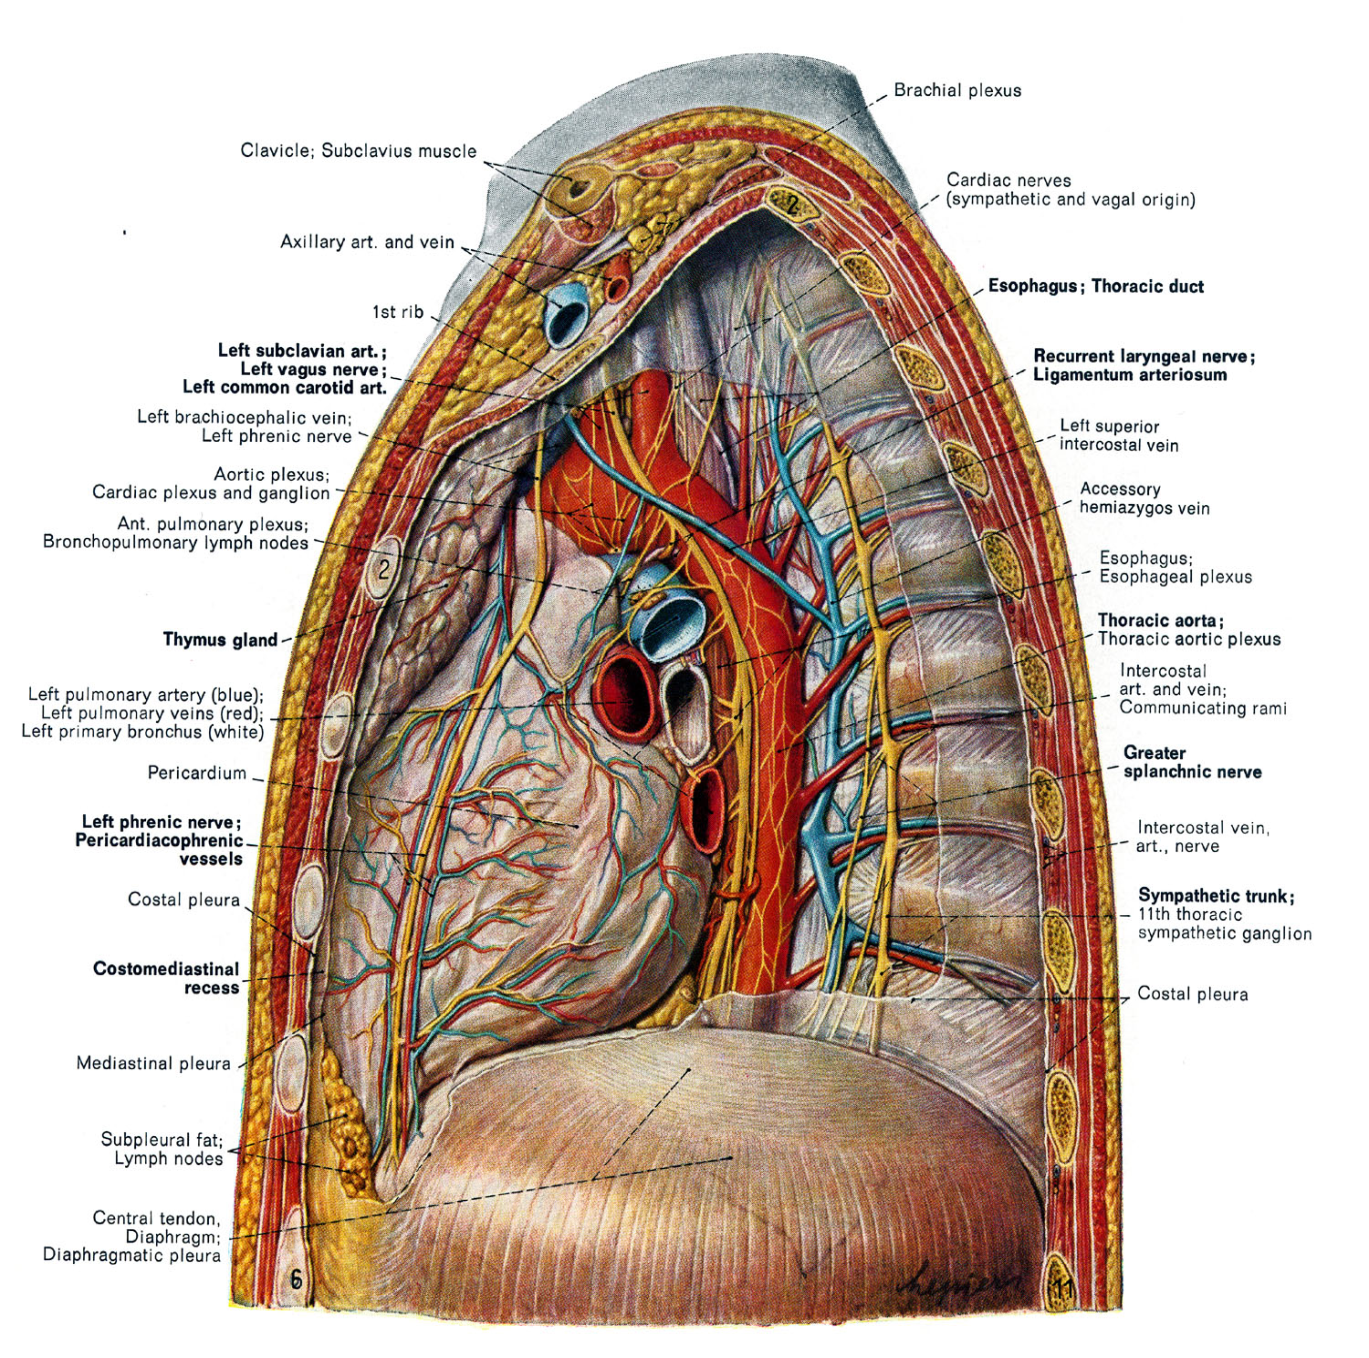 Brachial plexus
Clavicle; Subclavius muscle
Cardiac nerves
(sympathetic and vagal origin)
Axillary art. and vein
Esophagus; Thoracic duct
1st rib
Left subclavian art.;
Left vagus nerve;
Left common carotid art.
Recurrent laryngeal nerve;
Ligamentum arteriosum
Left brachiocephalic vein;
Left phrenic nerve
Left superior
intercostal vein
Aortic plexus;
Cardiac plexus and ganglion
Accessory
hemiazygos vein
Ant. pulmonary plexus;
Bronchopulmonary lymph nodes
Esophagus;
Esophageal plexus
Thymus gland
Thoracic aorta;
Thoracic aortic plexus
Left pulmonary artery (blue);
Left pulmonary veins (red);
Left primary bronchus (white)
Intercostal
art. and vein;
Communicating rami
Pericardium
Greater
splanchnic nerve
Left phrenic nerve;
Pericardiacophrenic
vessels
Intercostal vein,
art., nerve
Costal pleura
Sympathetic trunk;
11th thoracic
sympathetic ganglion
Costomediastinal
recess
Costal pleura
Mediastinal pleura
Subpleural fat;
Lymph nodes
Central tendon,
Diaphragm;
Diaphragmatic pleura
2
2
6
11